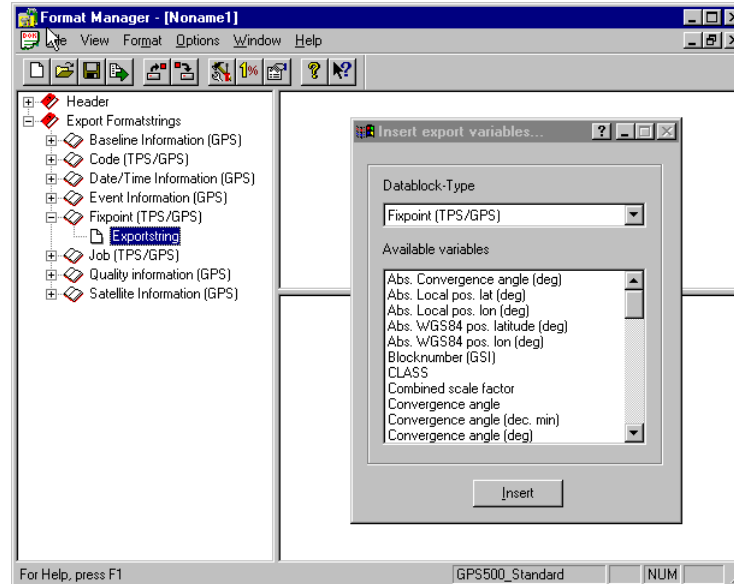 Format Manager - [Noname1]
View Format Options Window Help
1%
Header
Export Formatstrings
Baseline Information (GPS)
Code (TPS/GPS)
Date/Time Information (GPS)
Event Information (GPS)
Fixpoint (TPS/GPS)
Exportstring
Job (TPS/GPS)
Quality information (GPS)
Satellite Information (GPS)
Insert export variables...
Datablock-Type
Fixpoint (TPS/GPS)
Available variables
Abs. Convergence angle (deg)
Abs. Local pos. lat (deg)
Abs. Local pos. lon (deg)
Abs. WGS84 pos. latitude (deg)
Abs. WGS84 pos. lon (deg)
Blocknumber (GSI)
CLASS
Combined scale factor
Convergence angle
Convergence angle (dec. min)
Convergence angle (deg)
Insert
For Help, press F1
GPS500_Standard
NUM